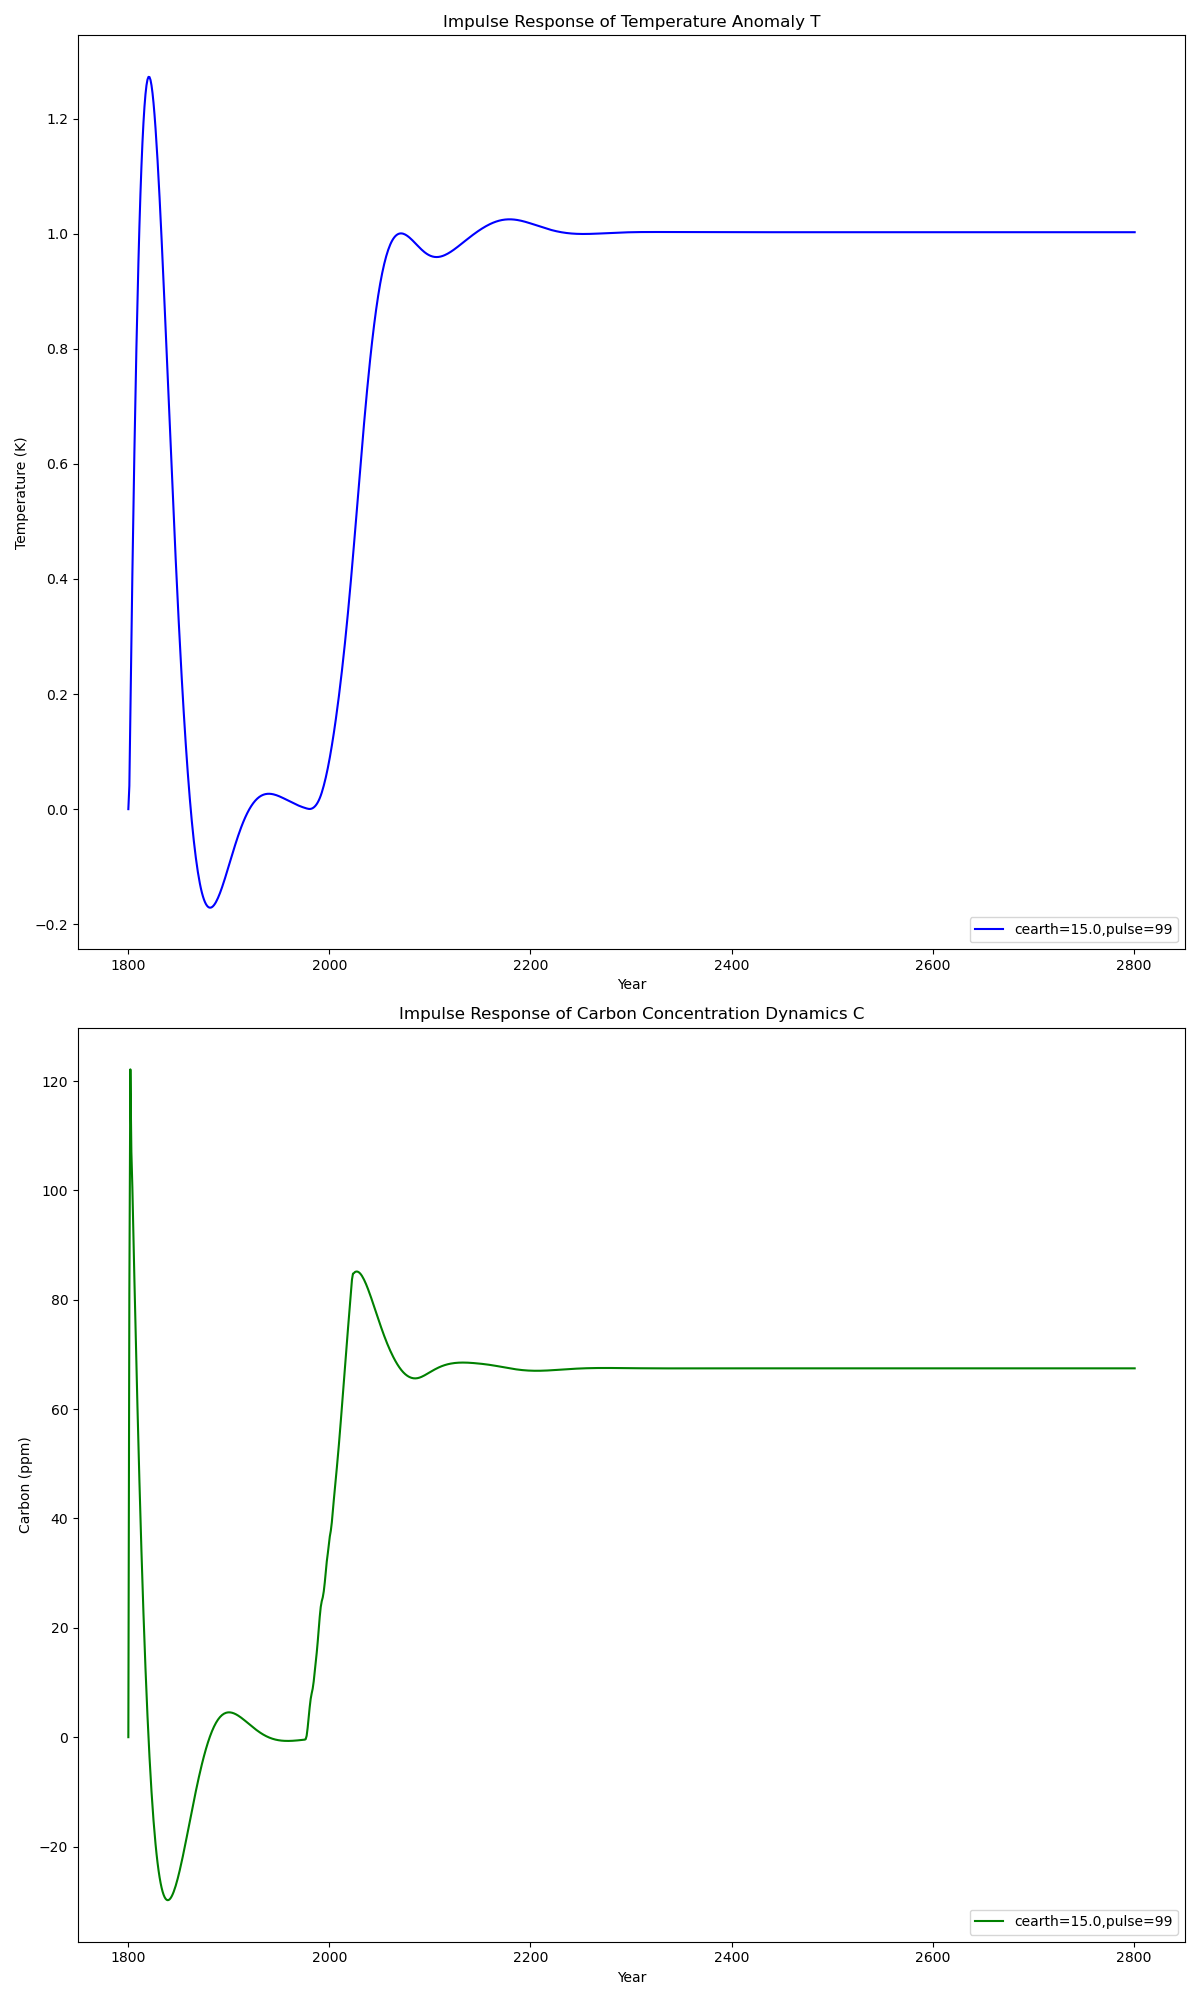 Impulse Response of Temperature Anomaly T
1.2
1.0
0.8
0.6
0.4
0.2
0.0
−0.2
Temperature (K)
cearth=15.0,pulse=99
1800 2000 2200 2400 2600 2800
Year
Impulse Response of Carbon Concentration Dynamics C
120
100
80
60
40
20
0
−20
Carbon (ppm)
cearth=15.0,pulse=99
1800 2000 2200 2400 2600 2800
Year